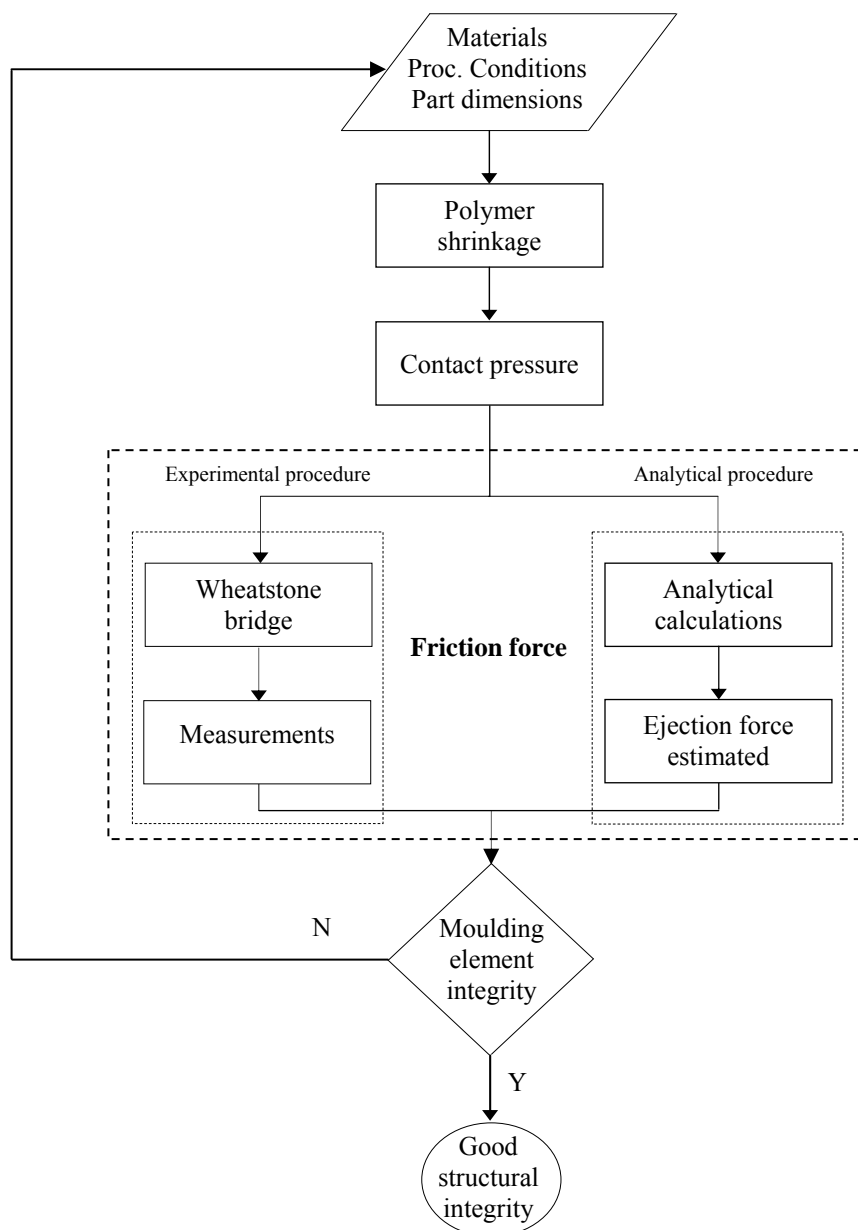 Materials
Proc. Conditions
Part dimensions
Polymer
shrinkage
Contact pressure
Experimental procedure
Analytical procedure
Wheatstone
bridge
Analytical
calculations
Friction force
Measurements
Ejection force
estimated
Moulding
element
integrity
N
Y
Good
structural
integrity